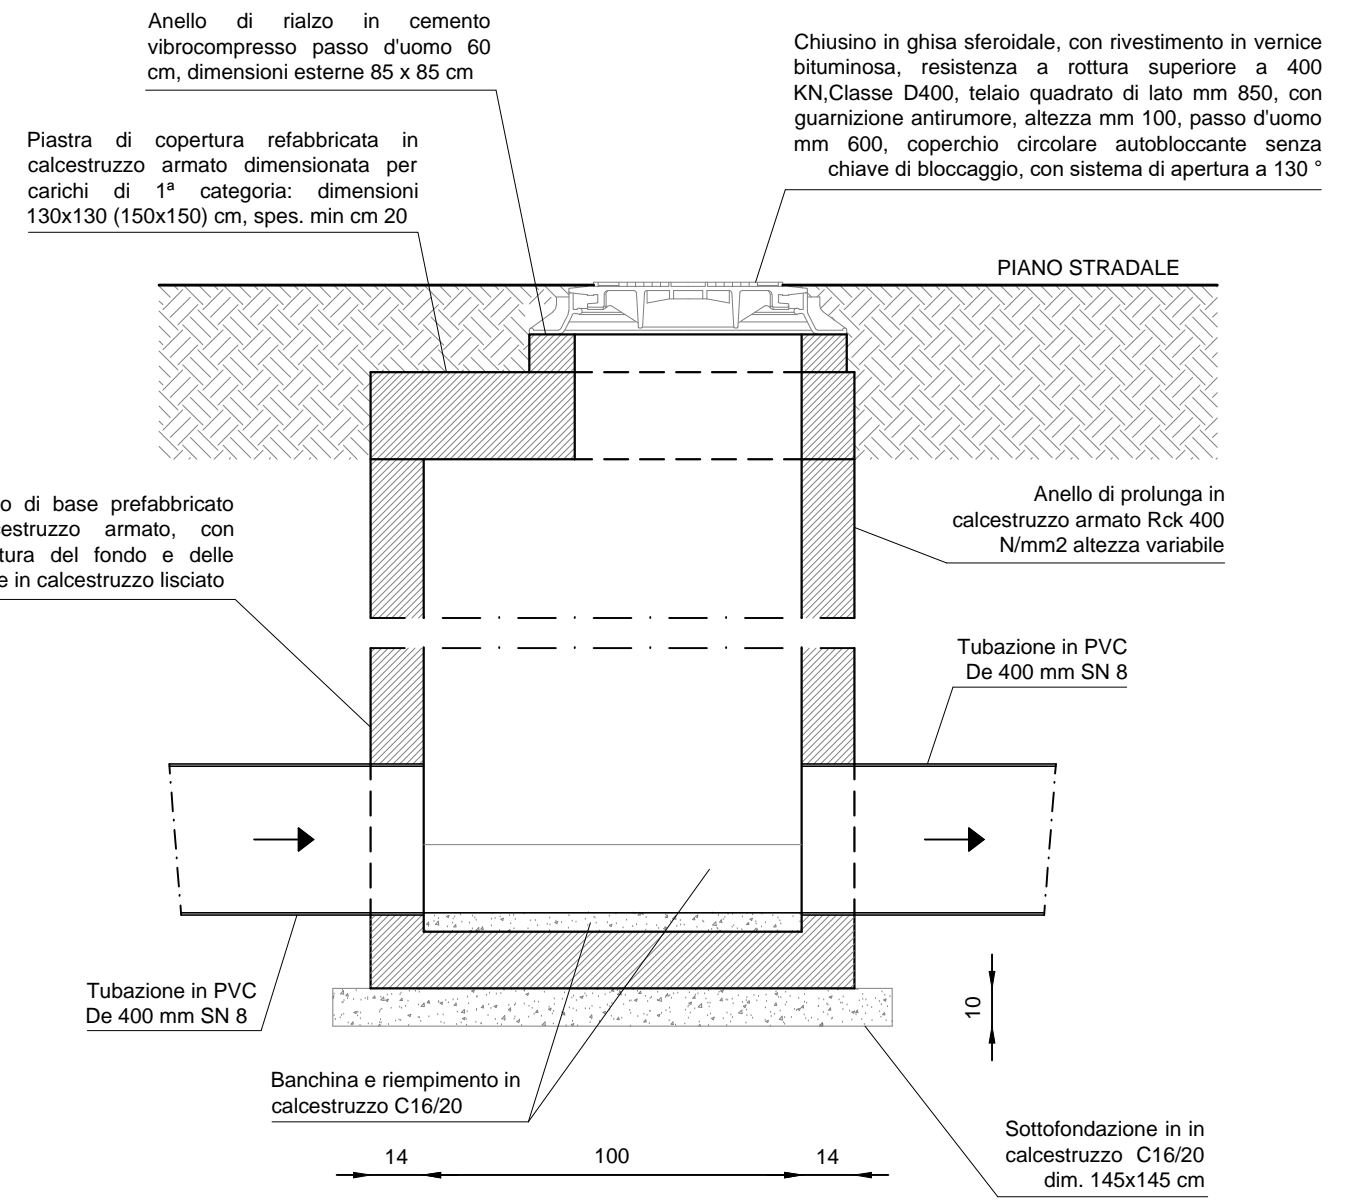 Anello di rialzo in cemento
vibrocompresso passo d'uomo 60
cm, dimensioni esterne 85 x 85 cm
Chiusino in ghisa sferoidale, con rivestimento in vernice
bituminosa, resistenza a rottura superiore a 400
KN,Classe D400, telaio quadrato di lato mm 850, con
guarnizione antirumore, altezza mm 100, passo d'uomo
mm 600, coperchio circolare autobloccante senza
chiave di bloccaggio, con sistema di apertura a 130 °
Piastra di copertura refabbricata in
calcestruzzo armato dimensionata per
carichi di 1ª categoria: dimensioni
130x130 (150x150) cm, spes. min cm 20
PIANO STRADALE
di base prefabbricato
armato, con
del fondo e delle
in calcestruzzo lisciato
Anello di prolunga in
calcestruzzo armato Rck 400
N/mm2 altezza variabile
Tubazione in PVC
De 400 mm SN 8
Tubazione in PVC
De 400 mm SN 8
10
Banchina e riempimento in
calcestruzzo C16/20
Sottofondazione in in
calcestruzzo C16/20
dim. 145x145 cm
14 100 14